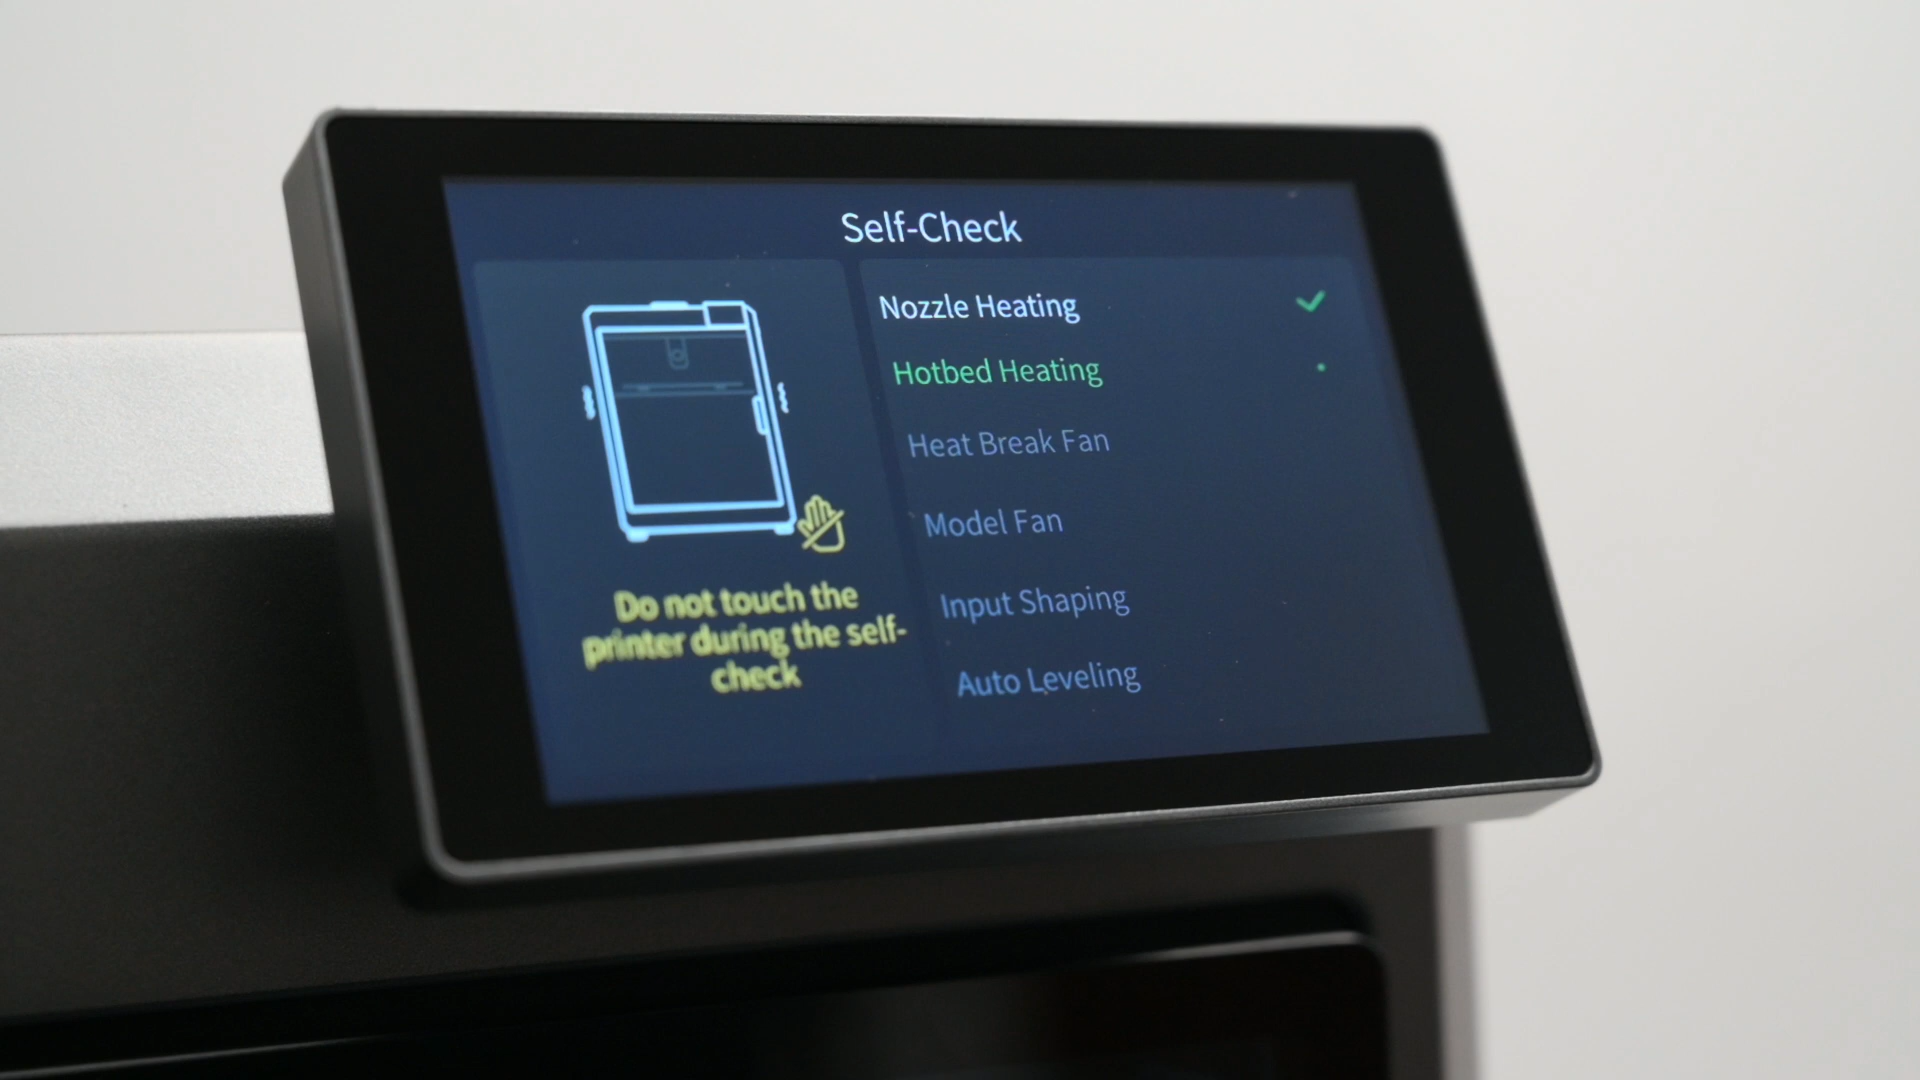 Self-Check
Nozzle Heating
Hotbed Heating
Heat Break Fan
Model Fan
Input Shaping
Auto Leveling
Do not touch the
printer during the self-
check